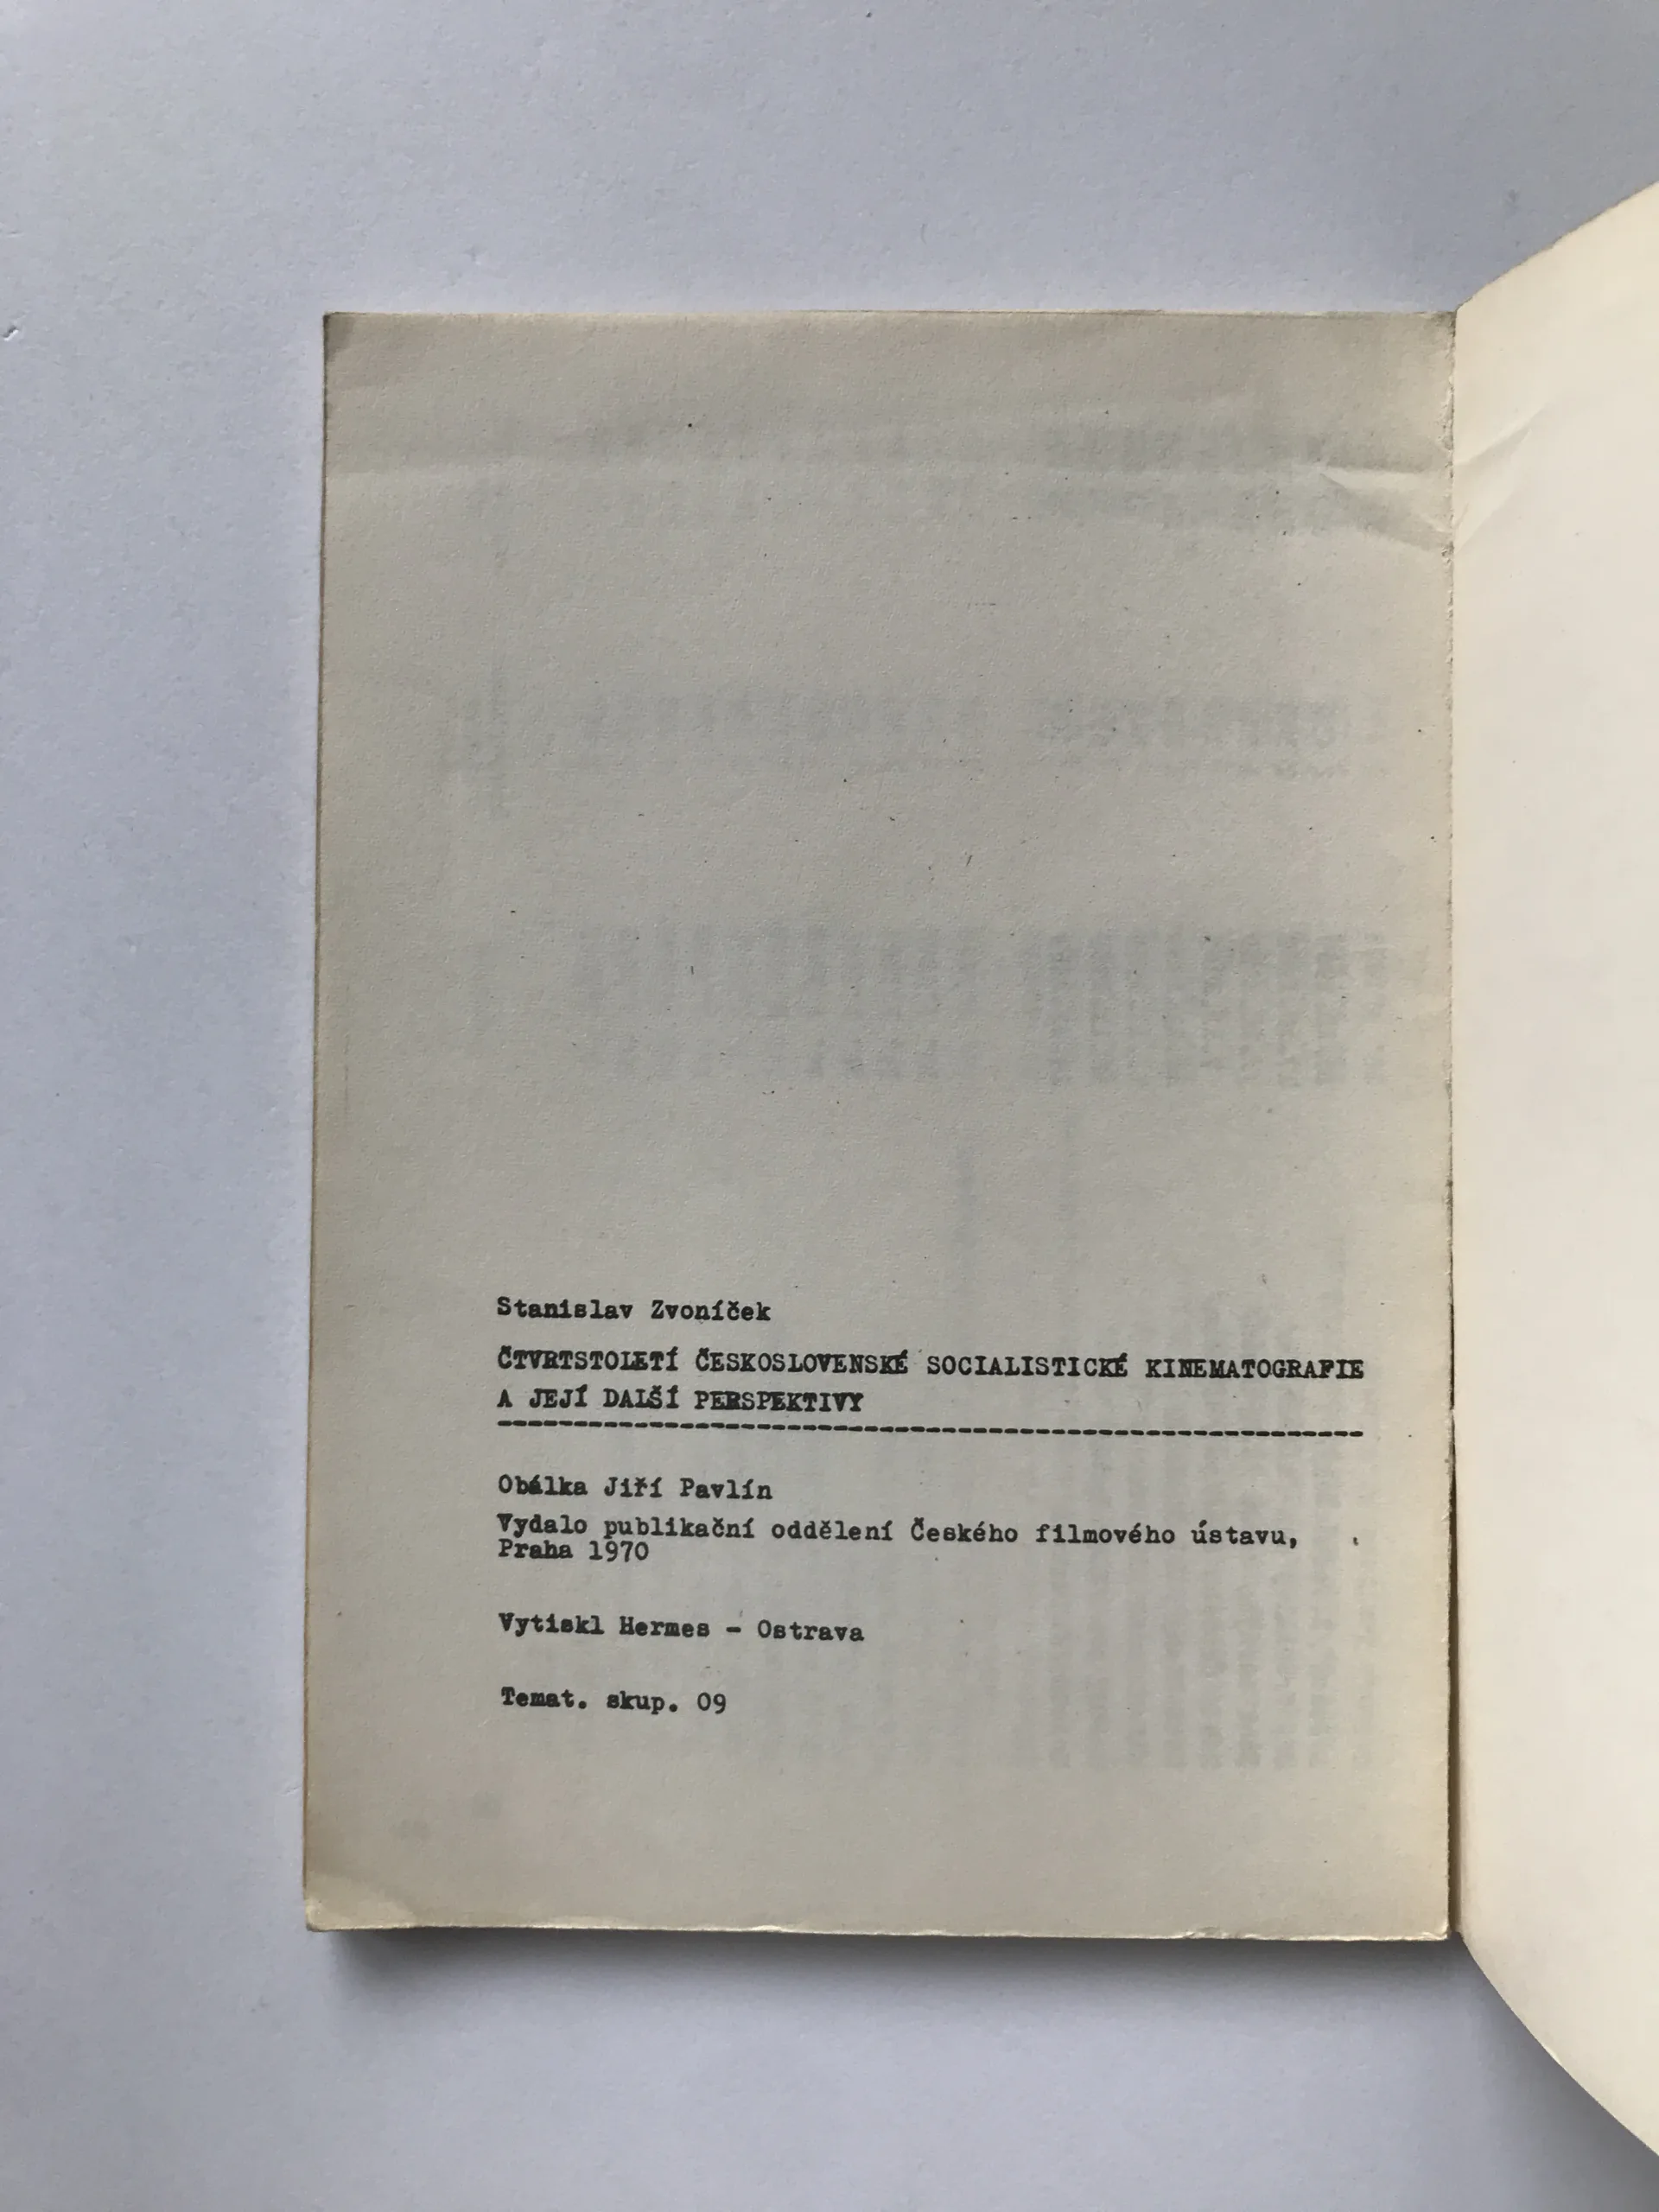 Stanislav Zvoníček
ČTVRTSTOLETÍ ČESKOSLOVENSKÉ SOCIALISTICKÉ KINEMATOGRAFIE
A JEJÍ DALŠÍ PERSPEKTIVY
Obálka Jiří Pavlín
Vydalo publikační oddělení Českého filmového ústavu,
Praha 1970
Vytiskl Hermes - Ostrava
Temat. skup. 09